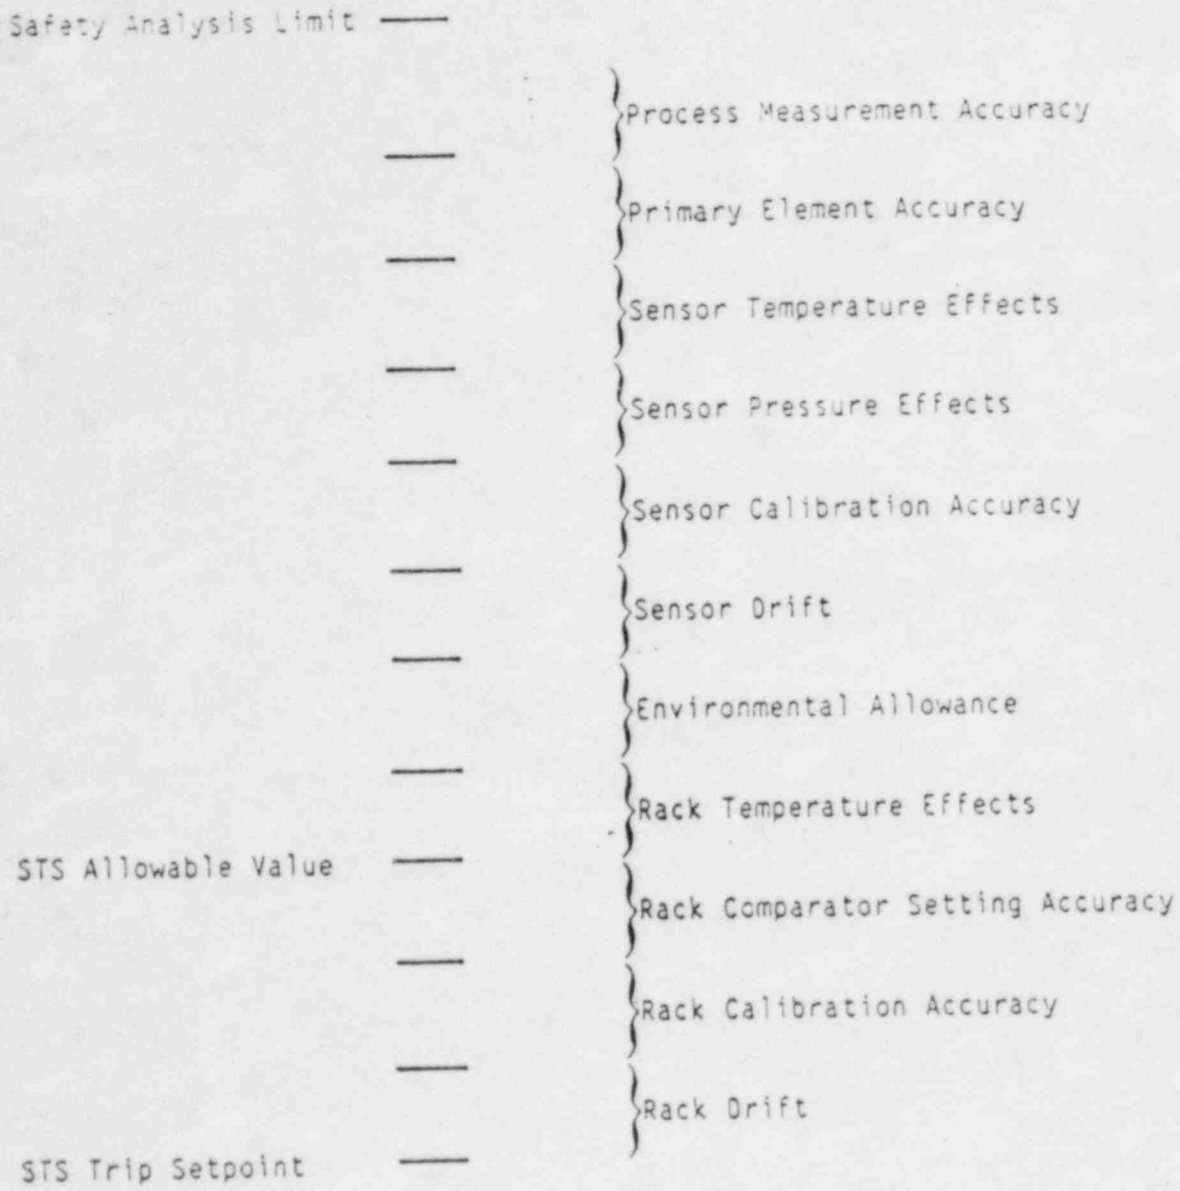 Safety Analysis Limit
Process Measurement Accuracy
Primary Element Accuracy
Sensor Temperature Effects
Sensor Pressure Effects
Sensor Calibration Accuracy
Sensor Drift
Environmental Allowance
Rack Temperature Effects
STS Allowable Value
Rack Comparator Setting Accuracy
Rack Calibration Accuracy
Rack Drift
STS Trip Setpoint